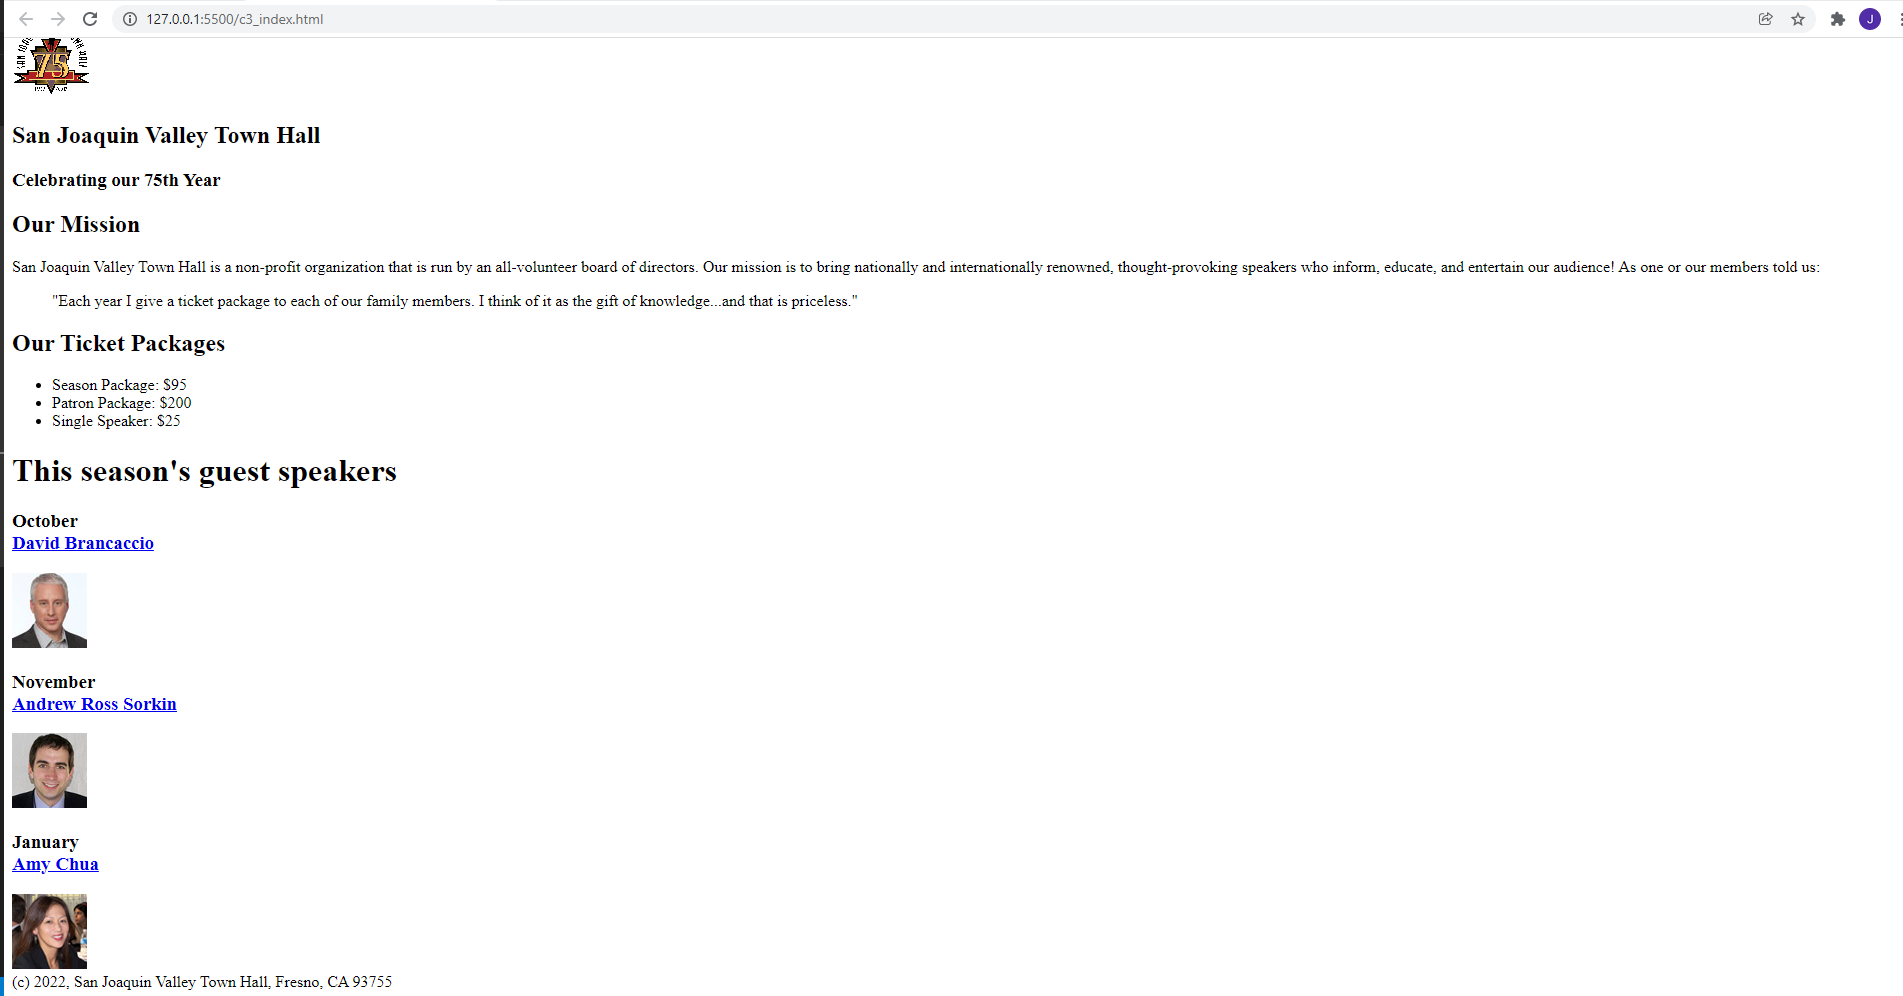 127.0.0.1:5500/c3_index.html
J
75
San Joaquin Valley Town Hall
Celebrating our 75th Year
Our Mission
San Joaquin Valley Town Hall is a non-profit organization that is run by an all-volunteer board of directors. Our mission is to bring nationally and internationally renowned, thought-provoking speakers who inform, educate, and entertain our audience! As one or our members told us:
"Each year I give a ticket package to each of our family members. I think of it as the gift of knowledge...and that is priceless."
Our Ticket Packages
• Season Package: $95
• Patron Package: $200
• Single Speaker: $25
This season's guest speakers
October
David Brancaccio
November
Andrew Ross Sorkin
January
Amy Chua
(c) 2022, San Joaquin Valley Town Hall, Fresno, CA 93755